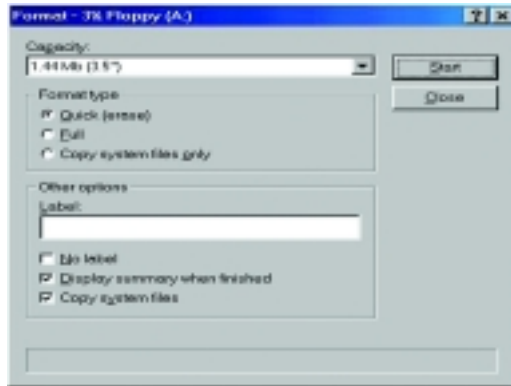 Format - 3½ Floppy (A:)
Capacity:
1.44 Mb (3.5")
Start
Format type
Close
Quick (erase)
Full
Copy system files only
Other options
Label:
No label
Display summary when finished
Copy system files